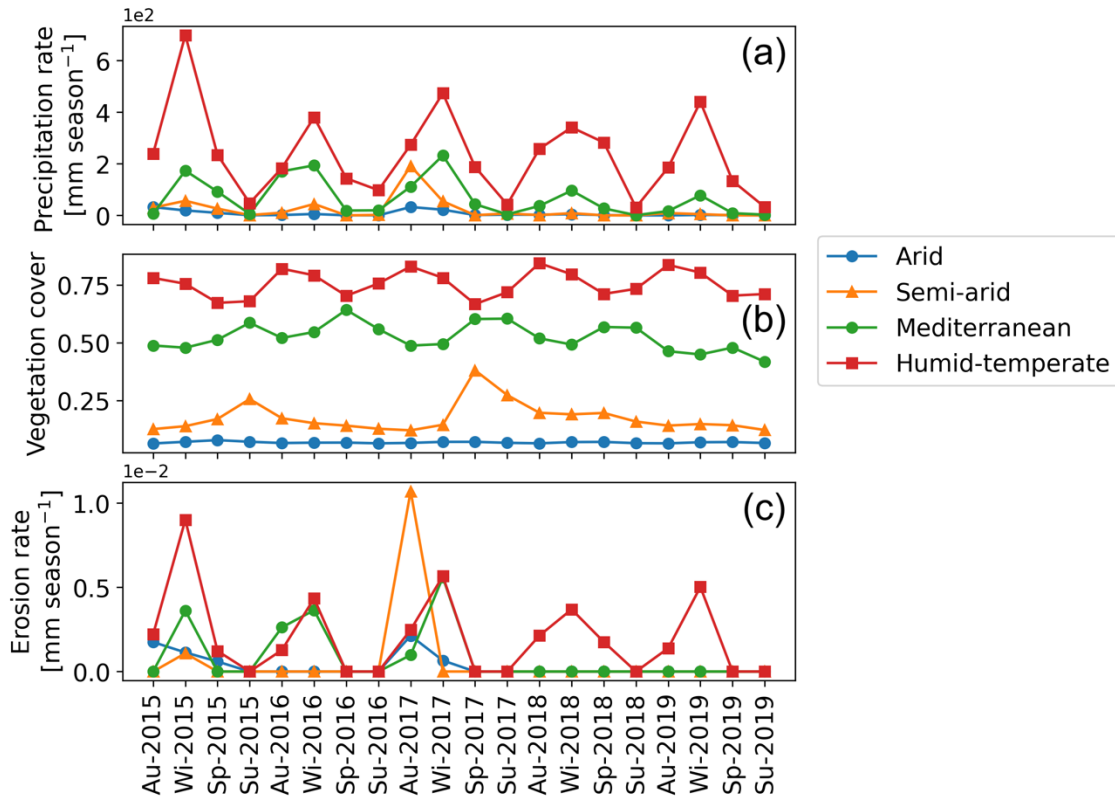 1e2
(a)
Precipitation rate
[mm season⁻¹]
6
4
2
0
(b)
Vegetation cover
0.75
0.50
0.25
Arid
Semi-arid
Mediterranean
Humid-temperate
1e−2
(c)
Erosion rate
[mm season⁻¹]
1.0
0.5
0.0
Au-2015
Wi-2015
Sp-2015
Su-2015
Au-2016
Wi-2016
Sp-2016
Su-2016
Au-2017
Wi-2017
Sp-2017
Su-2017
Au-2018
Wi-2018
Sp-2018
Su-2018
Au-2019
Wi-2019
Sp-2019
Su-2019